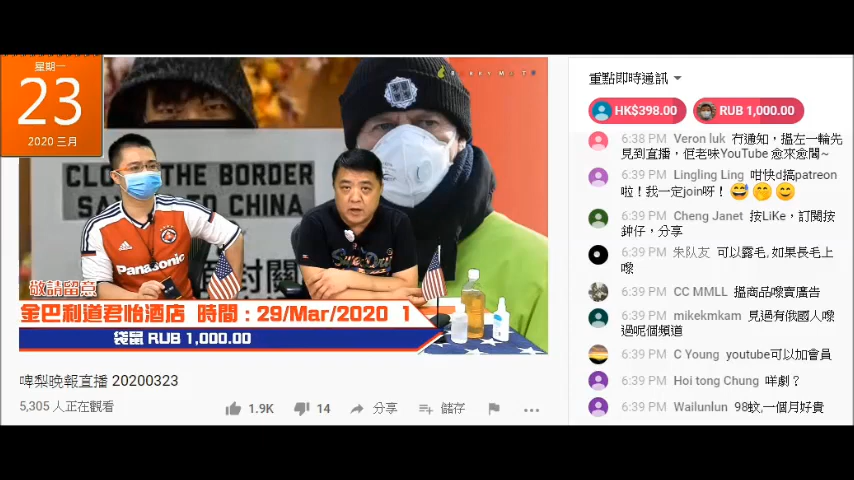 星期一
23
2020 三月
CLOSE THE BORDER
TO CHINA
封關
Panasonic
敬請留意
金巴利道君怡酒店 時間：29/Mar/2020 1
袋鼠 RUB 1,000.00
啤梨晚報直播 20200323
5,305 人正在觀看
1.9K
14
分享
儲存
重點即時通訊
HK$398.00
RUB 1,000.00
6:38 PM Veron luk 冇通知，搵左一輪先
見到直播，佢老味YouTube 愈來愈閪~
6:39 PM Lingling Ling 咁快d搞patreon
啦！我一定join呀！😅🤭😊
6:39 PM Cheng Janet 按LiKe，訂閱按
鈡仔，分享
6:39 PM 朱队友 可以露毛, 如果長毛上
嚟
6:39 PM CC MMLL 搵商品嚟賣廣告
6:39 PM mikekmkam 見過有俄國人嚟
過呢個頻道
6:39 PM C Young youtube可以加會員
6:39 PM Hoi tong Chung 咩劇？
6:39 PM Wailunlun 98蚊,一個月好貴